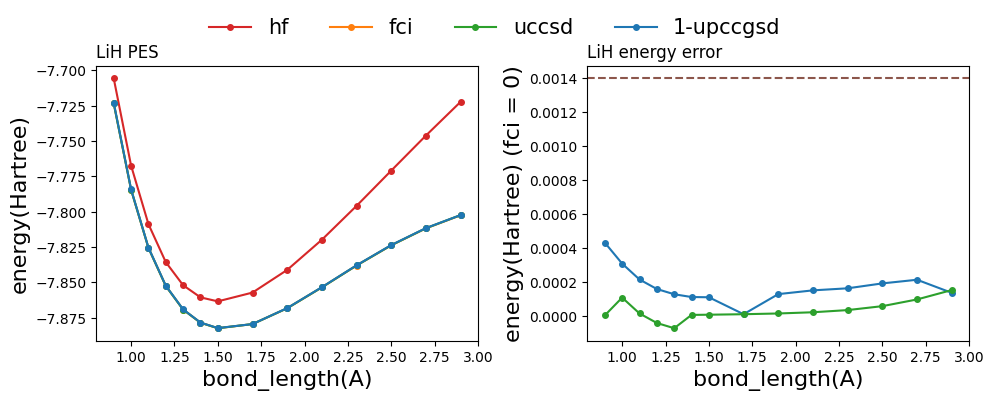 hf fci uccsd 1-upccgsd
LiH PES
energy(Hartree)
−7.700
−7.725
−7.750
−7.775
−7.800
−7.825
−7.850
−7.875
1.00 1.25 1.50 1.75 2.00 2.25 2.50 2.75 3.00
bond_length(A)
LiH energy error
energy(Hartree) (fci = 0)
0.0014
0.0012
0.0010
0.0008
0.0006
0.0004
0.0002
0.0000
1.00 1.25 1.50 1.75 2.00 2.25 2.50 2.75 3.00
bond_length(A)